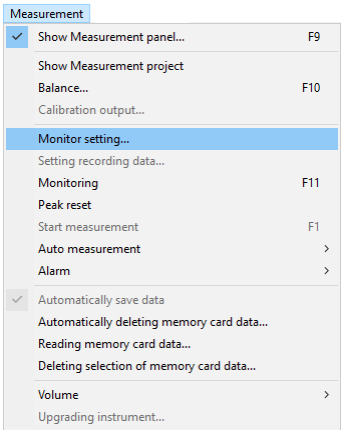 Measurement
Show Measurement panel... F9
Show Measurement project
Balance... F10
Calibration output...
Monitor setting...
Setting recording data...
Monitoring F11
Peak reset
Start measurement F1
Auto measurement
Alarm
Automatically save data
Automatically deleting memory card data...
Reading memory card data...
Deleting selection of memory card data...
Volume
Upgrading instrument...